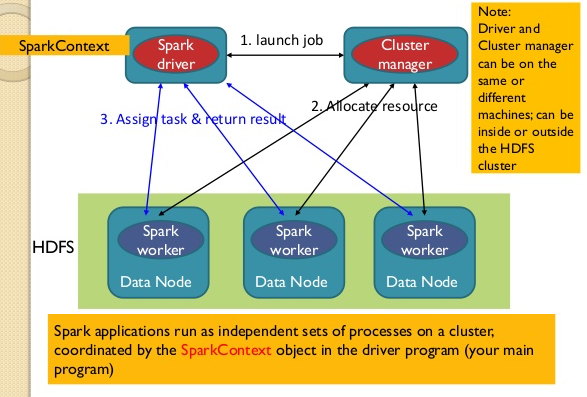 SparkContext
Spark
driver
1. launch job
Cluster
manager
Note:
Driver and
Cluster manager
can be on the
same or
different
machines; can be
inside or outside
the HDFS
cluster
2. Allocate resource
3. Assign task & return result
HDFS
Spark
worker
Data Node
Spark
worker
Data Node
Spark
worker
Data Node
Spark applications run as independent sets of processes on a cluster,
coordinated by the SparkContext object in the driver program (your main
program)